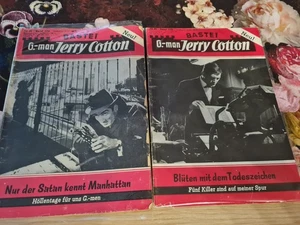 Neu!
BASTEI
G.-man Jerry Cotton
Nur der Satan kennt Manhattan
Höllentage für uns G.-men
Neu!
BASTEI
G.-man Jerry Cotton
Blüten mit dem Todeszeichen
Fünf Killer sind auf meiner Spur